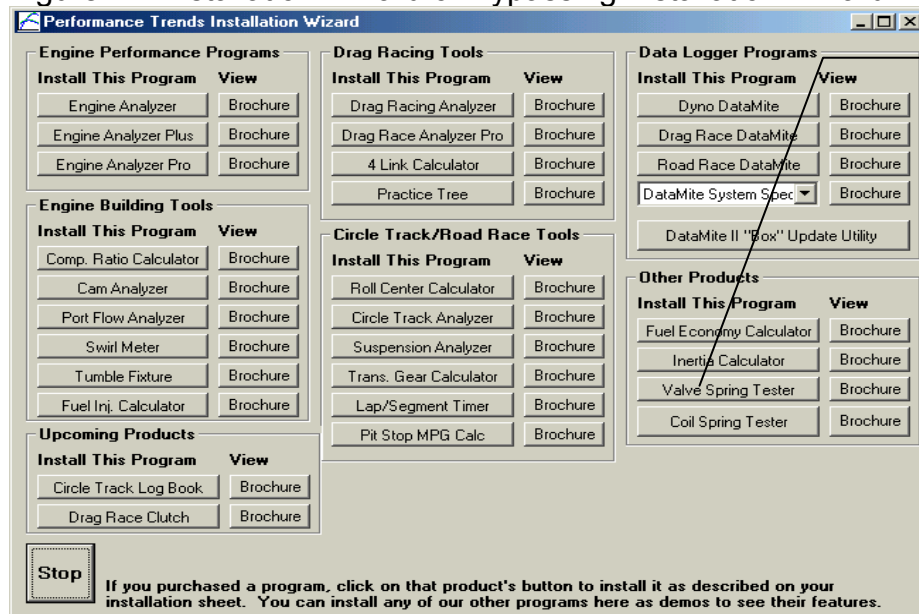 Performance Trends Installation Wizard
Engine Performance Programs
Install This Program View
Engine Analyzer Brochure
Engine Analyzer Plus Brochure
Engine Analyzer Pro Brochure
Engine Building Tools
Install This Program View
Comp. Ratio Calculator Brochure
Cam Analyzer Brochure
Port Flow Analyzer Brochure
Swirl Meter Brochure
Tumble Fixture Brochure
Fuel Inj. Calculator Brochure
Upcoming Products
Install This Program View
Circle Track Log Book Brochure
Drag Race Clutch Brochure
Drag Racing Tools
Install This Program View
Drag Racing Analyzer Brochure
Drag Race Analyzer Pro Brochure
4 Link Calculator Brochure
Practice Tree Brochure
Circle Track/Road Race Tools
Install This Program View
Roll Center Calculator Brochure
Circle Track Analyzer Brochure
Suspension Analyzer Brochure
Trans. Gear Calculator Brochure
Lap/Segment Timer Brochure
Pit Stop MPG Calc Brochure
Data Logger Programs
Install This Program View
Dyno DataMite Brochure
Drag Race DataMite Brochure
Road Race DataMite Brochure
DataMite System Spec Brochure
DataMite II "Box" Update Utility
Other Products
Install This Program View
Fuel Economy Calculator Brochure
Inertia Calculator Brochure
Valve Spring Tester Brochure
Coil Spring Tester Brochure
Stop
If you purchased a program, click on that product's button to install it as described on your
installation sheet. You can install any of our other programs here as demos to see their features.